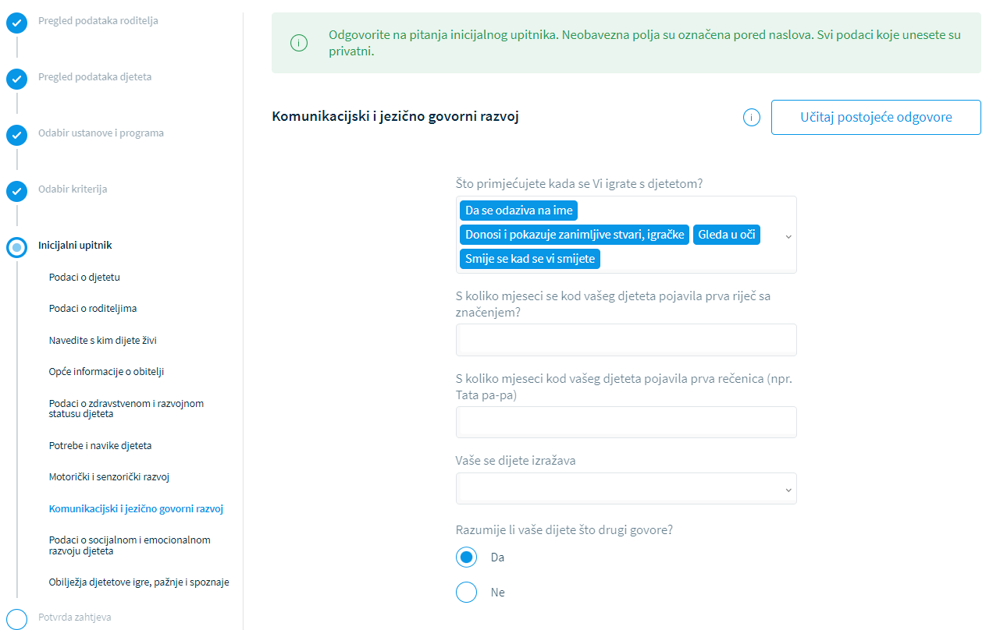 Pregled podataka roditelja
Pregled podataka djeteta
Odabir ustanove i programa
Odabir kriterija
Inicijalni upitnik
Podaci o djetetu
Podaci o roditeljima
Navedite s kim dijete živi
Opće informacije o obitelji
Podaci o zdravstvenom i razvojnom
statusu djeteta
Potrebe i navike djeteta
Motorički i senzorički razvoj
Komunikacijski i jezično govorni razvoj
Podaci o socijalnom i emocionalnom
razvoju djeteta
Obilježja djetetove igre, pažnje i spoznaje
Potvrda zahtjeva
Odgovorite na pitanja inicijalnog upitnika. Neobavezna polja su označena pored naslova. Svi podaci koje unesete su
privatni.
Komunikacijski i jezično govorni razvoj
Učitaj postojeće odgovore
Što primjećujete kada se Vi igrate s djetetom?
Da se odaziva na ime
Donosi i pokazuje zanimljive stvari, igračke Gleda u oči
Smije se kad se vi smijete
S koliko mjeseci se kod vašeg djeteta pojavila prva riječ sa
značenjem?
S koliko mjeseci kod vašeg djeteta pojavila prva rečenica (npr.
Tata pa-pa)
Vaše se dijete izražava
Razumije li vaše dijete što drugi govore?
Da
Ne